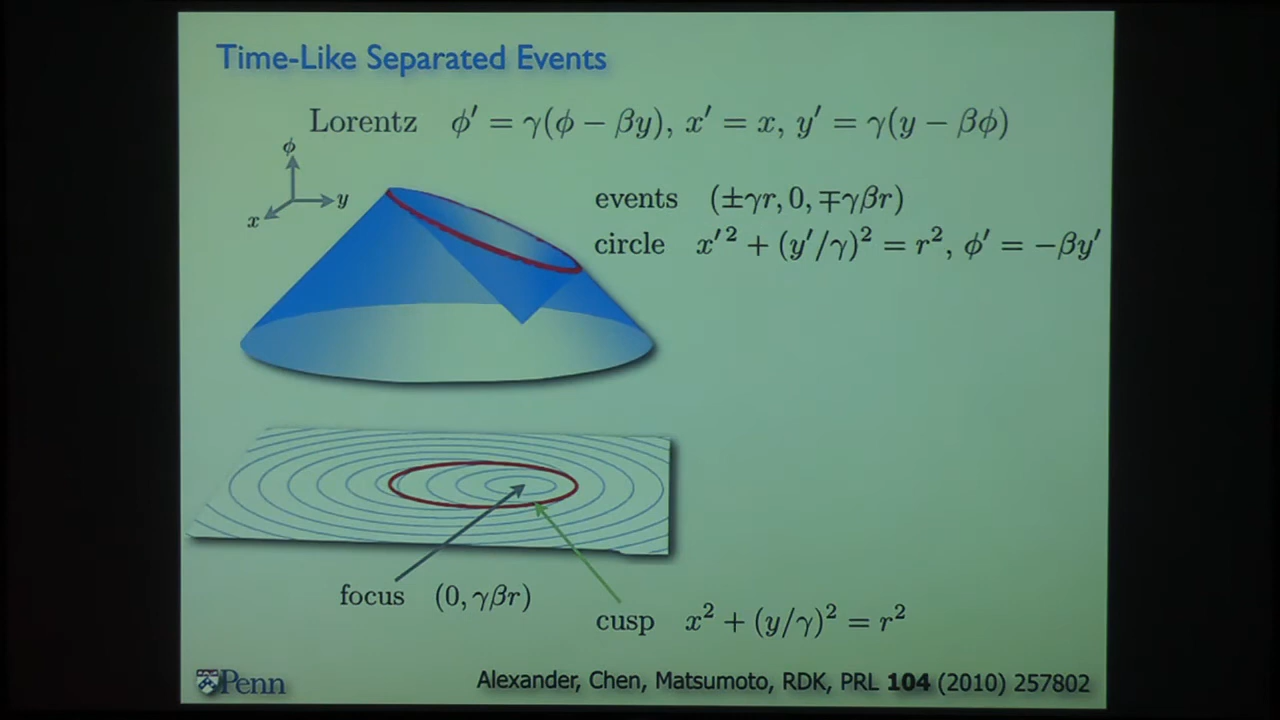 Time-Like Separated Events
Lorentz ϕ′ = γ(ϕ − βy), x′ = x, y′ = γ(y − βϕ)
ϕ
y
x
events (±γr, 0, ∓γβr)
circle x′² + (y′/γ)² = r², ϕ′ = −βy′
focus (0, γβr)
cusp x² + (y/γ)² = r²
Penn
Alexander, Chen, Matsumoto, RDK, PRL 104 (2010) 257802